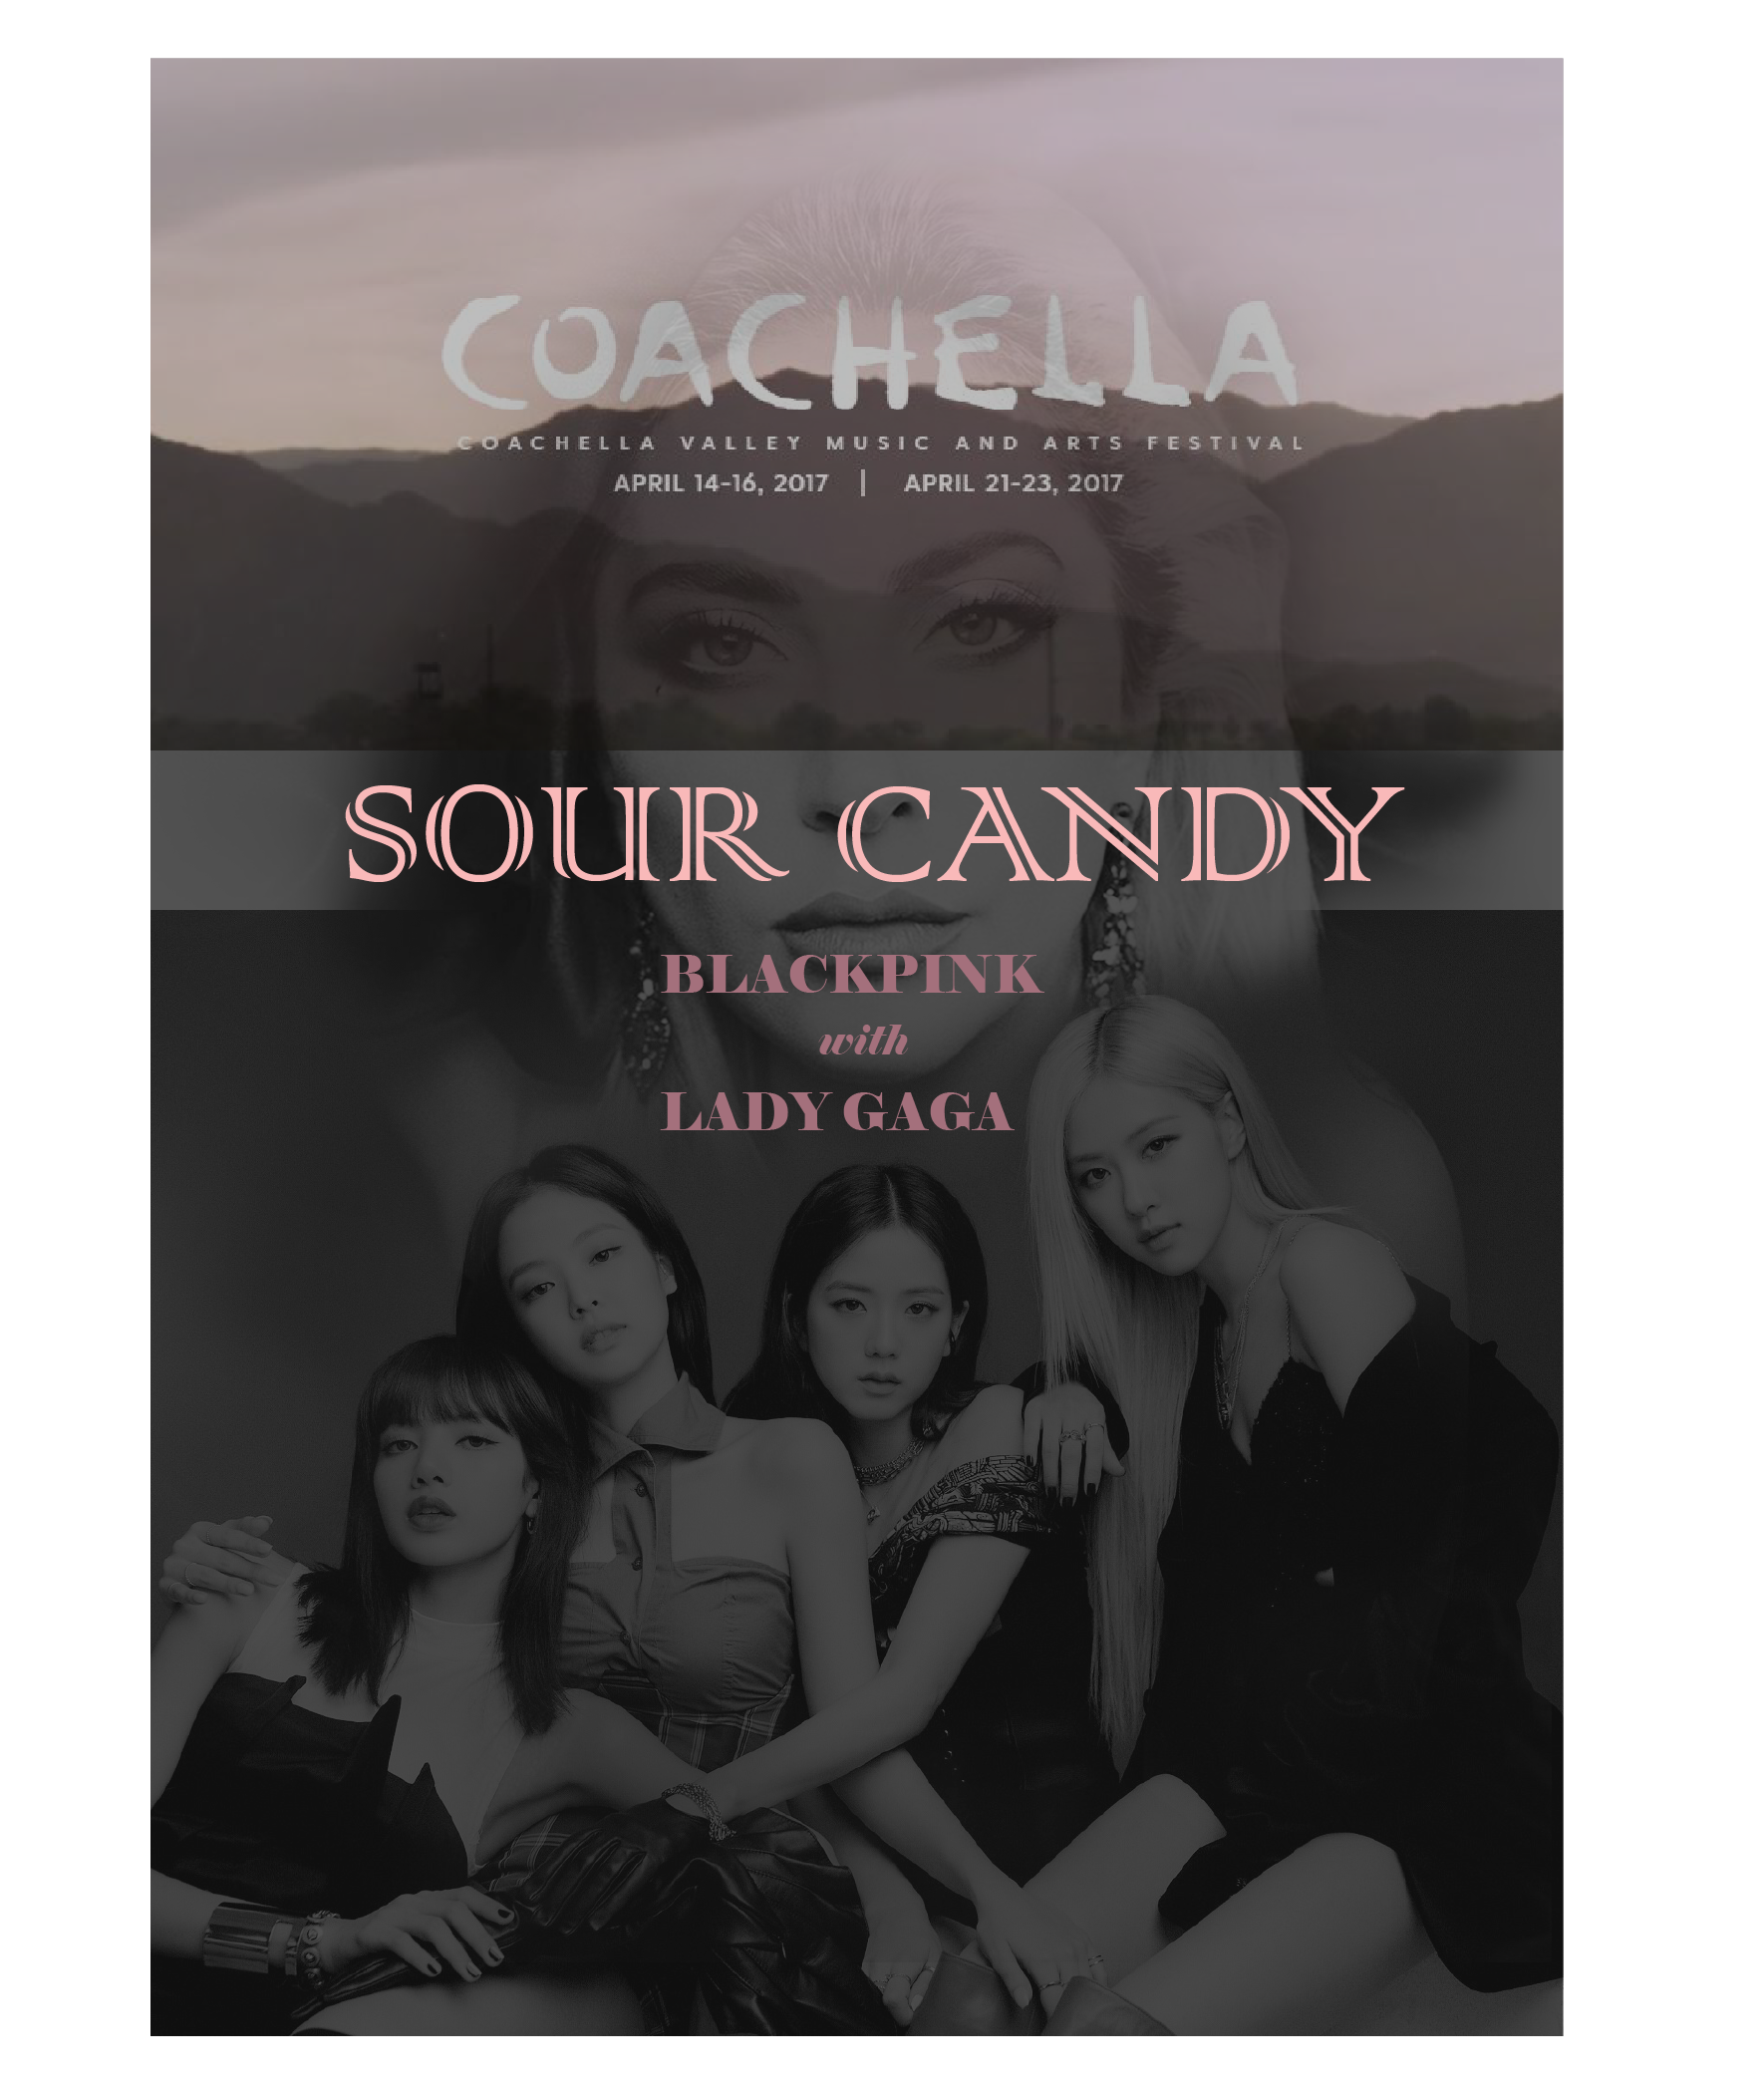 COACHELLA
COACHELLA VALLEY MUSIC AND ARTS FESTIVAL
APRIL 14-16, 2017 | APRIL 21-23, 2017
SOUR CANDY
BLACKPINK
with
LADY GAGA